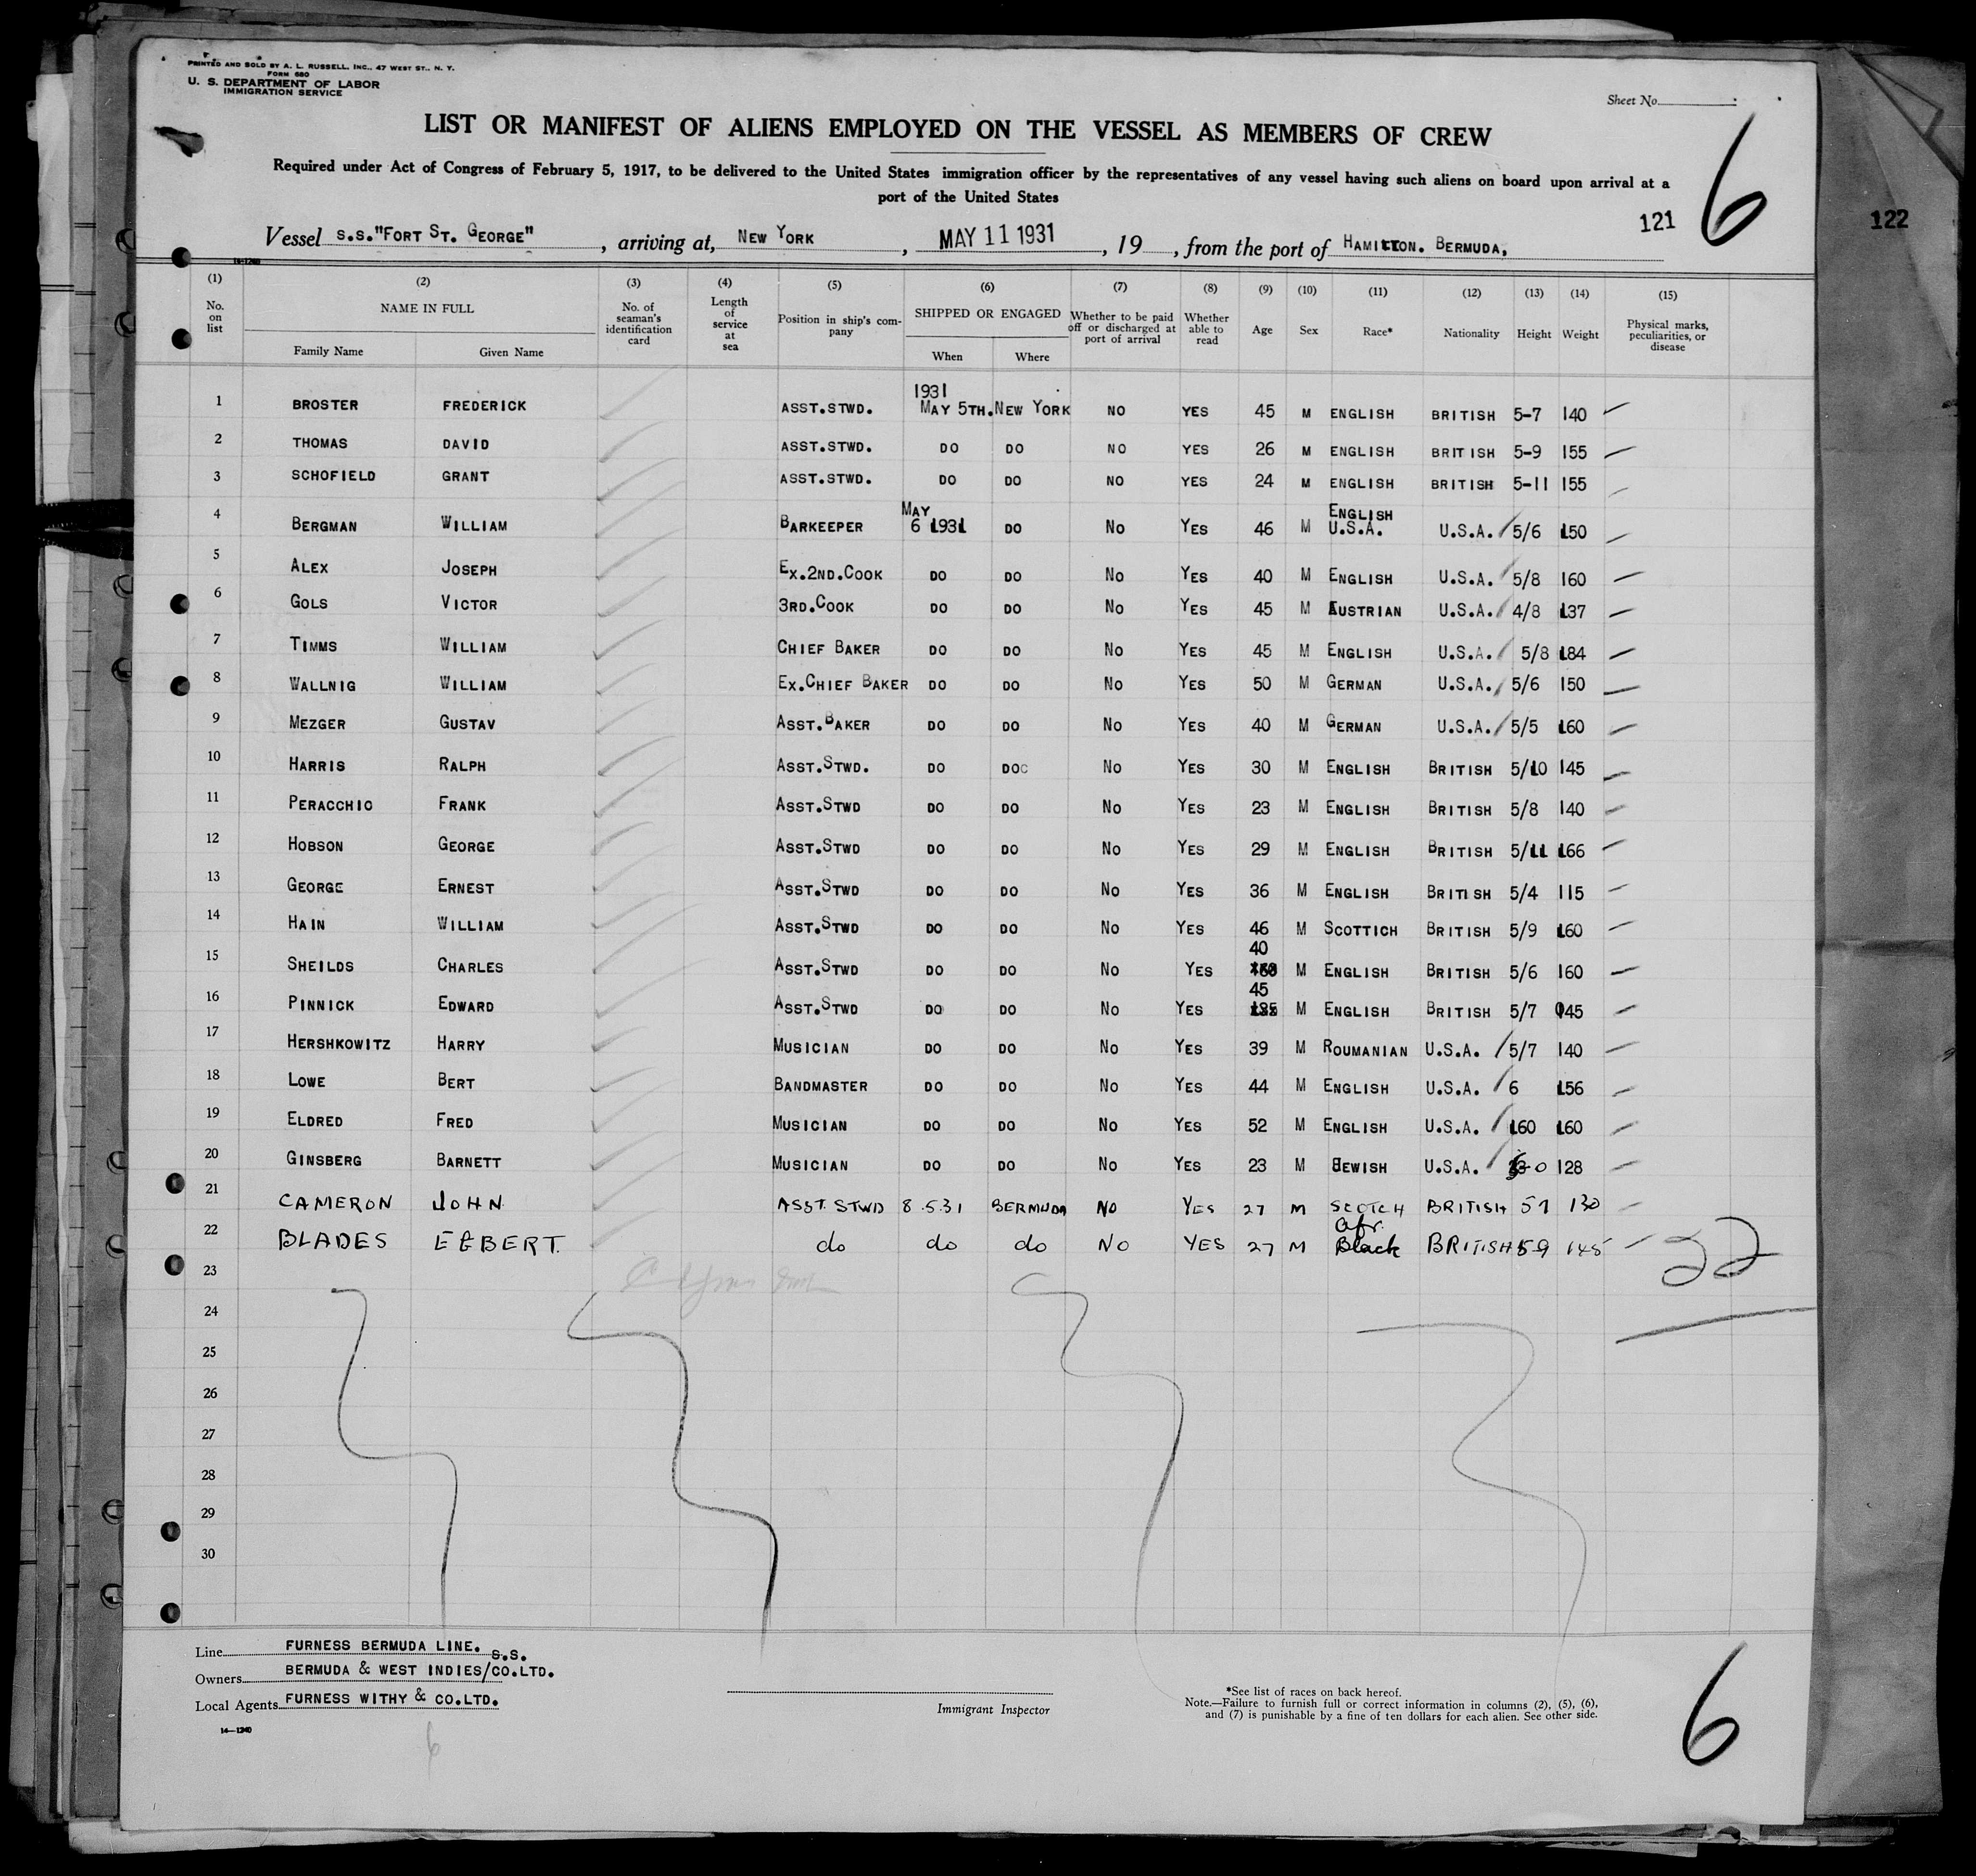 PRINTED AND SOLD BY A. L. RUSSELL, INC., 47 WEST ST., N. Y.
FORM 680
U. S. DEPARTMENT OF LABOR
IMMIGRATION SERVICE
Sheet No.
LIST OR MANIFEST OF ALIENS EMPLOYED ON THE VESSEL AS MEMBERS OF CREW
6
Required under Act of Congress of February 5, 1917, to be delivered to the United States immigration officer by the representatives of any vessel having such aliens on board upon arrival at a
port of the United States
121
122
Vessel S.S."FORT ST. GEORGE", arriving at, NEW YORK, MAY 11 1931, 19, from the port of HAMILTON. BERMUDA,
14-1240
(1) (2) (3) (4) (5) (6) (7) (8) (9) (10) (11) (12) (13) (14) (15)
No. on list NAME IN FULL Family Name Given Name No. of seaman's identification card Length of service at sea Position in ship's company SHIPPED OR ENGAGED When Where Whether to be paid off or discharged at port of arrival Whether able to read Age Sex Race* Nationality Height Weight Physical marks, peculiarities, or disease
1931
1 BROSTER FREDERICK ASST.STWD. MAY 5TH. NEW YORK NO YES 45 M ENGLISH BRITISH 5-7 140
2 THOMAS DAVID ASST.STWD. DO DO NO YES 26 M ENGLISH BRITISH 5-9 155
3 SCHOFIELD GRANT ASST.STWD. DO DO NO YES 24 M ENGLISH BRITISH 5-11 155
MAY ENGLISH
4 BERGMAN WILLIAM BARKEEPER 6 1931 DO NO YES 46 M U.S.A. U.S.A. 5/6 150
5 ALEX JOSEPH EX.2ND.COOK DO DO NO YES 40 M ENGLISH U.S.A. 5/8 160
6 GOLS VICTOR 3RD.COOK DO DO NO YES 45 M AUSTRIAN U.S.A. 4/8 137
7 TIMMS WILLIAM CHIEF BAKER DO DO NO YES 45 M ENGLISH U.S.A. 5/8 184
8 WALLNIG WILLIAM EX.CHIEF BAKER DO DO NO YES 50 M GERMAN U.S.A. 5/6 150
9 MEZGER GUSTAV ASST.BAKER DO DO NO YES 40 M GERMAN U.S.A. 5/5 160
10 HARRIS RALPH ASST.STWD. DO DOC NO YES 30 M ENGLISH BRITISH 5/10 145
11 PERACCHIO FRANK ASST.STWD DO DO NO YES 23 M ENGLISH BRITISH 5/8 140
12 HOBSON GEORGE ASST.STWD DO DO NO YES 29 M ENGLISH BRITISH 5/11 166
13 GEORGE ERNEST ASST.STWD DO DO NO YES 36 M ENGLISH BRITISH 5/4 115
14 HAIN WILLIAM ASST.STWD DO DO NO YES 46 M SCOTTICH BRITISH 5/9 160
40
15 SHEILDS CHARLES ASST.STWD DO DO NO YES M ENGLISH BRITISH 5/6 160
45
16 PINNICK EDWARD ASST.STWD DO DO NO YES M ENGLISH BRITISH 5/7 145
17 HERSHKOWITZ HARRY MUSICIAN DO DO NO YES 39 M ROUMANIAN U.S.A. 5/7 140
18 LOWE BERT BANDMASTER DO DO NO YES 44 M ENGLISH U.S.A. 6 156
19 ELDRED FRED MUSICIAN DO DO NO YES 52 M ENGLISH U.S.A. 160 160
20 GINSBERG BARNETT MUSICIAN DO DO NO YES 23 M JEWISH U.S.A. 128
21 CAMERON JOHN ASST. STWD 8.5.31 BERMUDA NO YES 27 M SCOTCH BRITISH 57 130
Afr.
22 BLADES EGBERT. do do do NO YES 27 M Black BRITISH 59 145
22
23
24
25
26
27
28
29
30
Line FURNESS BERMUDA LINE.
S.S.
Owners BERMUDA & WEST INDIES/CO.LTD.
Local Agents FURNESS WITHY & CO.LTD.
14-1240
6
Immigrant Inspector
*See list of races on back hereof.
Note.—Failure to furnish full or correct information in columns (2), (5), (6),
and (7) is punishable by a fine of ten dollars for each alien. See other side.
6